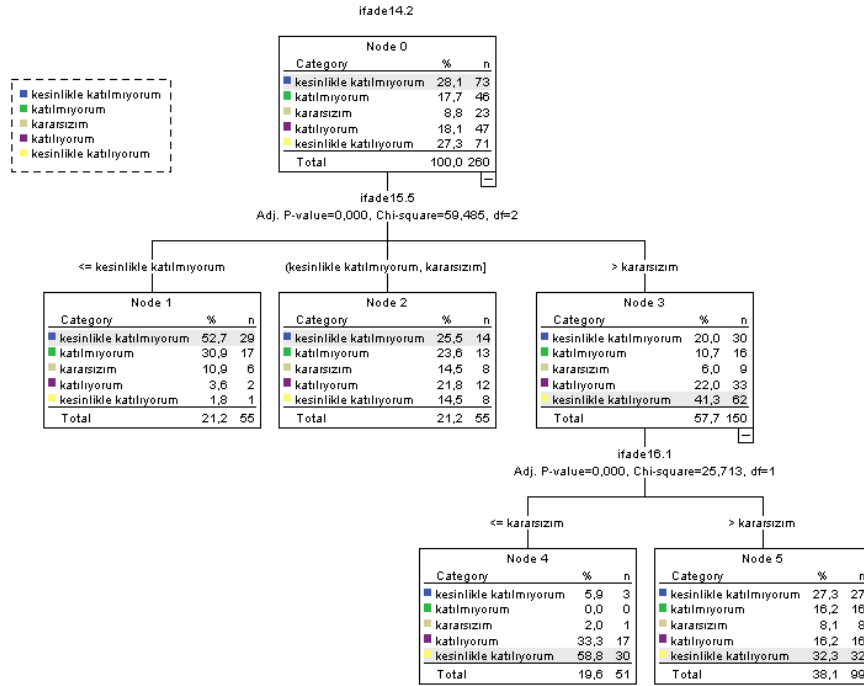 ifade14.2
kesinlikle katılmıyorum
katılmıyorum
kararsızım
katılıyorum
kesinlikle katılıyorum
Node 0
Category % n
kesinlikle katılmıyorum 28,1 73
katılmıyorum 17,7 46
kararsızım 8,8 23
katılıyorum 18,1 47
kesinlikle katılıyorum 27,3 71
Total 100,0 260
ifade15.5
Adj. P-value=0,000, Chi-square=59,485, df=2
<= kesinlikle katılmıyorum
(kesinlikle katılmıyorum, kararsızım]
> kararsızım
Node 1
Category % n
kesinlikle katılmıyorum 52,7 29
katılmıyorum 30,9 17
kararsızım 10,9 6
katılıyorum 3,6 2
kesinlikle katılıyorum 1,8 1
Total 21,2 55
Node 2
Category % n
kesinlikle katılmıyorum 25,5 14
katılmıyorum 23,6 13
kararsızım 14,5 8
katılıyorum 21,8 12
kesinlikle katılıyorum 14,5 8
Total 21,2 55
Node 3
Category % n
kesinlikle katılmıyorum 20,0 30
katılmıyorum 10,7 16
kararsızım 6,0 9
katılıyorum 22,0 33
kesinlikle katılıyorum 41,3 62
Total 57,7 150
ifade16.1
Adj. P-value=0,000, Chi-square=25,713, df=1
<= kararsızım
> kararsızım
Node 4
Category % n
kesinlikle katılmıyorum 5,9 3
katılmıyorum 0,0 0
kararsızım 2,0 1
katılıyorum 33,3 17
kesinlikle katılıyorum 58,8 30
Total 19,6 51
Node 5
Category % n
kesinlikle katılmıyorum 27,3 27
katılmıyorum 16,2 16
kararsızım 8,1 8
katılıyorum 16,2 16
kesinlikle katılıyorum 32,3 32
Total 38,1 99